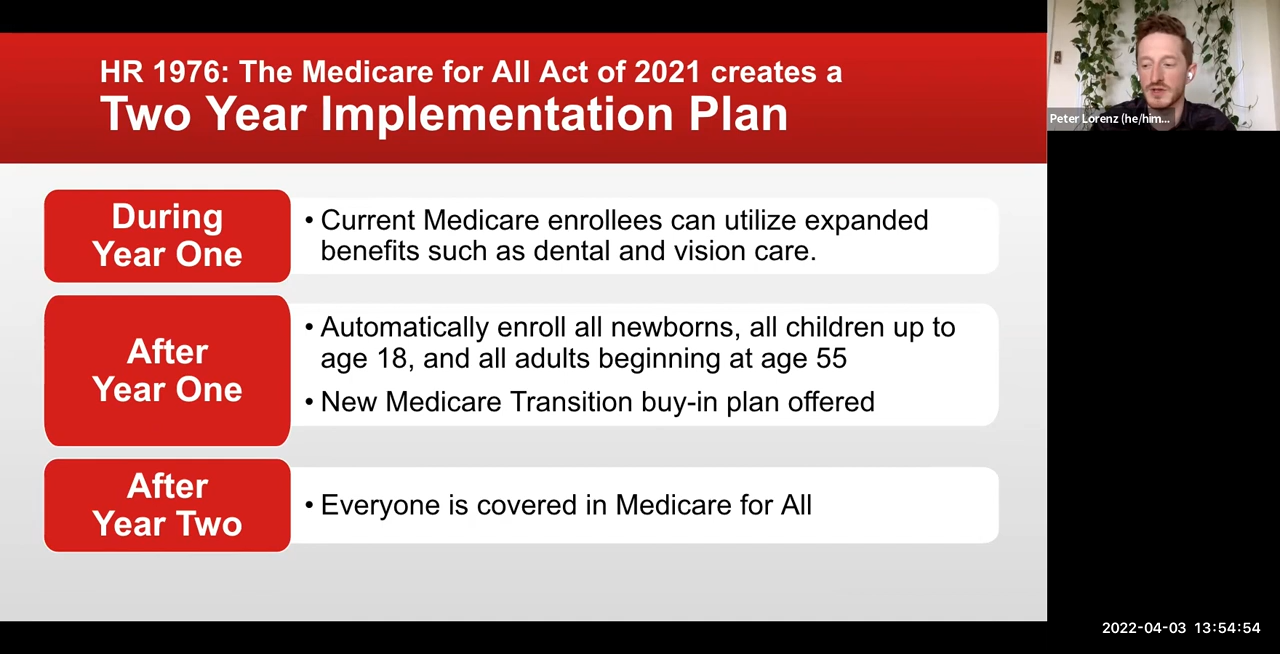 HR 1976: The Medicare for All Act of 2021 creates a
Two Year Implementation Plan
During
Year One
• Current Medicare enrollees can utilize expanded
benefits such as dental and vision care.
After
Year One
• Automatically enroll all newborns, all children up to
age 18, and all adults beginning at age 55
• New Medicare Transition buy-in plan offered
After
Year Two
• Everyone is covered in Medicare for All
Peter Lorenz (he/him...
2022-04-03 13:54:54